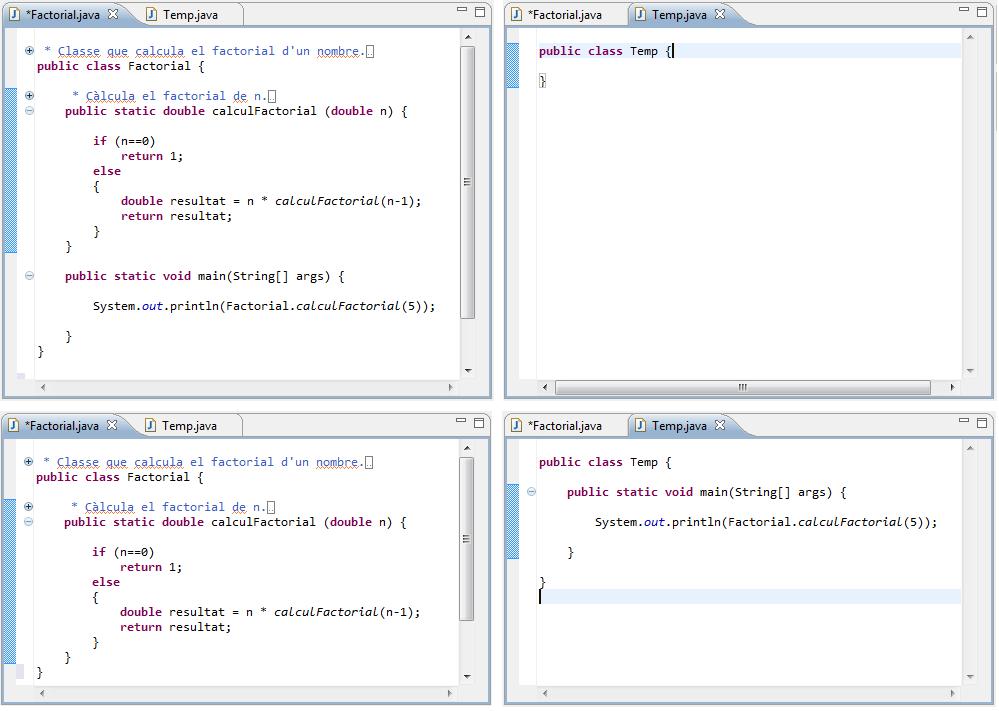 *Factorial.java Temp.java
* Classe que calcula el factorial d'un nombre.
public class Factorial {
* Càlcula el factorial de n.
public static double calculFactorial (double n) {
if (n==0)
return 1;
else
{
double resultat = n * calculFactorial(n-1);
return resultat;
}
}
public static void main(String[] args) {
System.out.println(Factorial.calculFactorial(5));
}
}
*Factorial.java Temp.java
public class Temp {
}
*Factorial.java Temp.java
* Classe que calcula el factorial d'un nombre.
public class Factorial {
* Càlcula el factorial de n.
public static double calculFactorial (double n) {
if (n==0)
return 1;
else
{
double resultat = n * calculFactorial(n-1);
return resultat;
}
}
}
*Factorial.java Temp.java
public class Temp {
public static void main(String[] args) {
System.out.println(Factorial.calculFactorial(5));
}
}